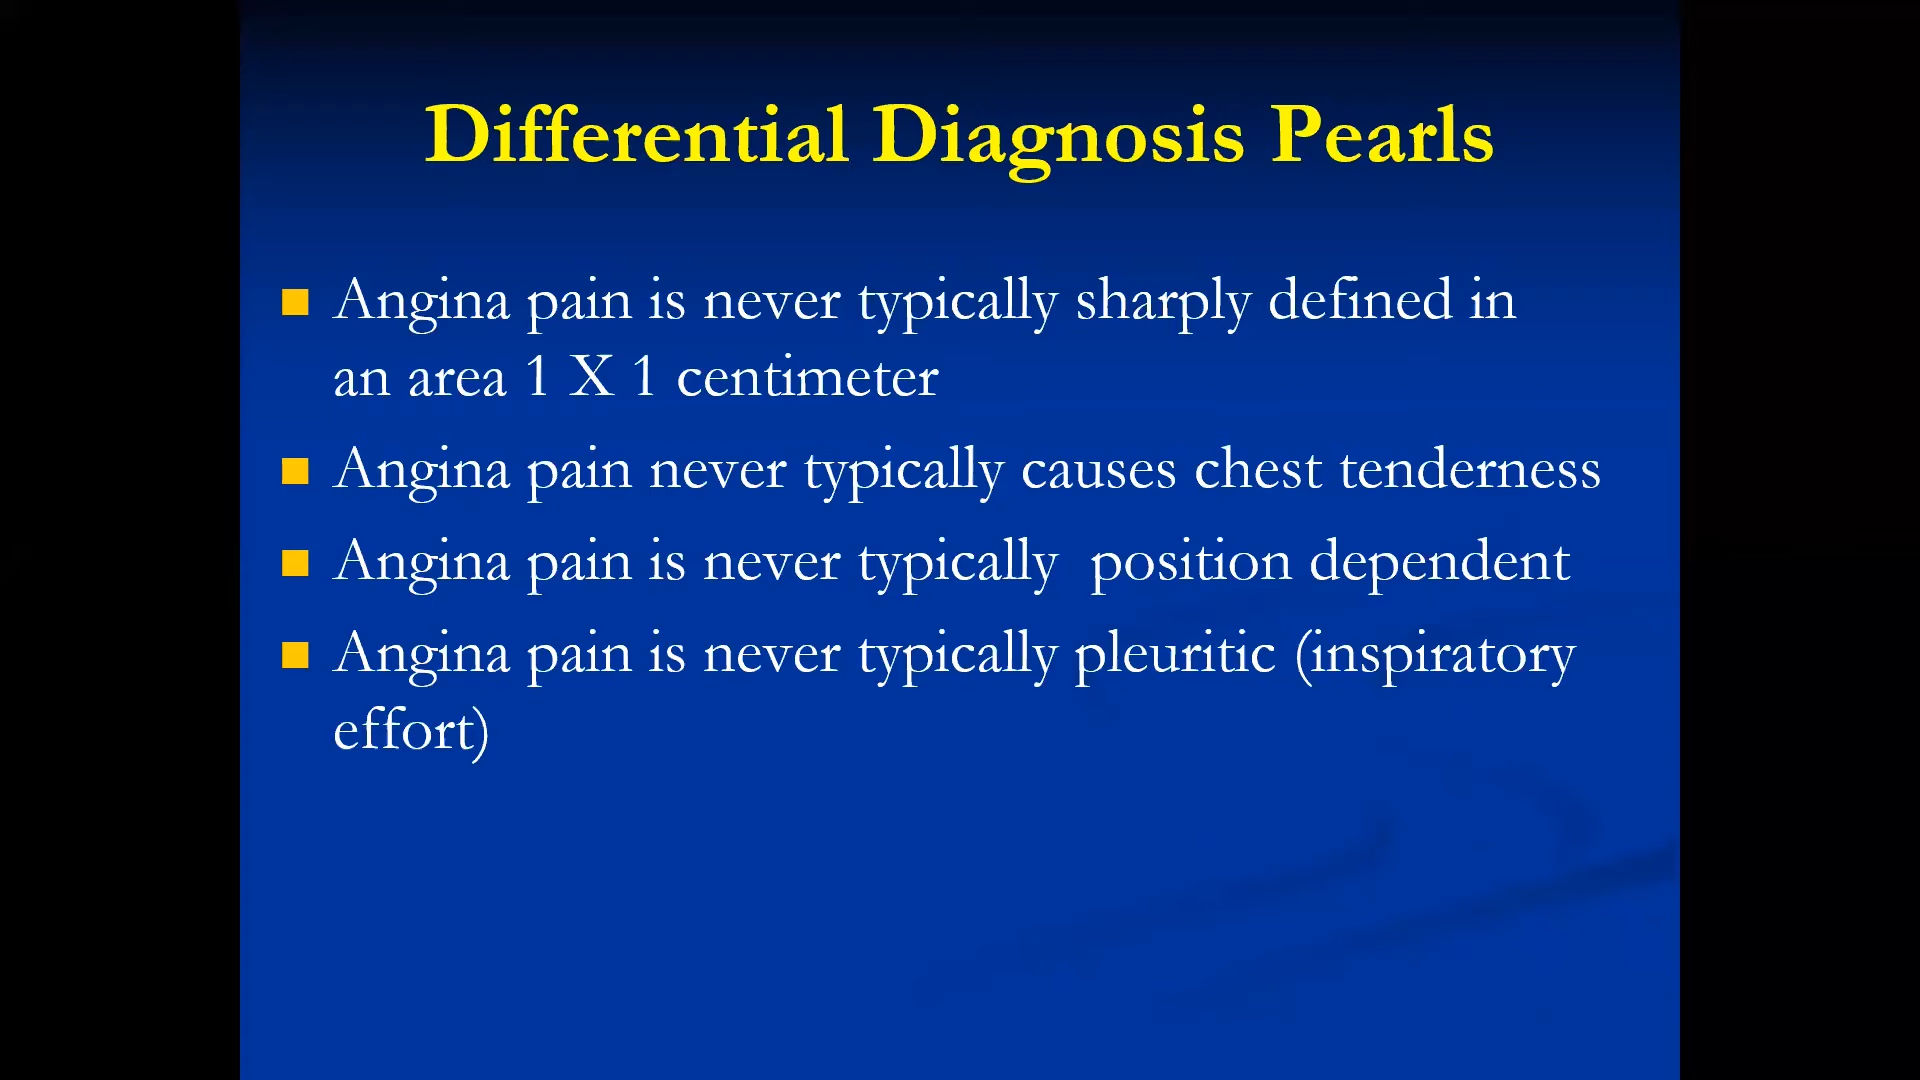 Differential Diagnosis Pearls
Angina pain is never typically sharply defined in
an area 1 X 1 centimeter
Angina pain never typically causes chest tenderness
Angina pain is never typically  position dependent
Angina pain is never typically pleuritic (inspiratory
effort)